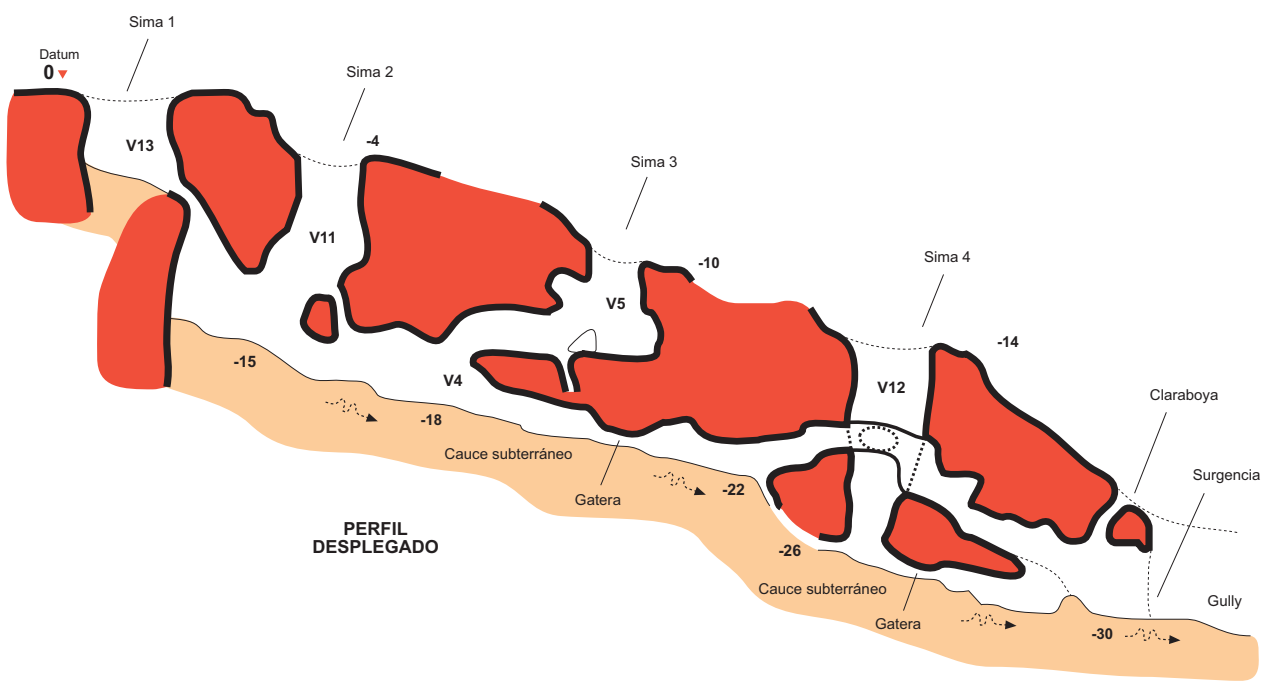 Sima 1
Datum
0
Sima 2
-4
V13
Sima 3
V11
-10
Sima 4
V5
-14
-15
V4
V12
Claraboya
-18
Cauce subterráneo
Surgencia
Gatera
-22
PERFIL
DESPLEGADO
-26
Cauce subterráneo
Gully
Gatera
-30